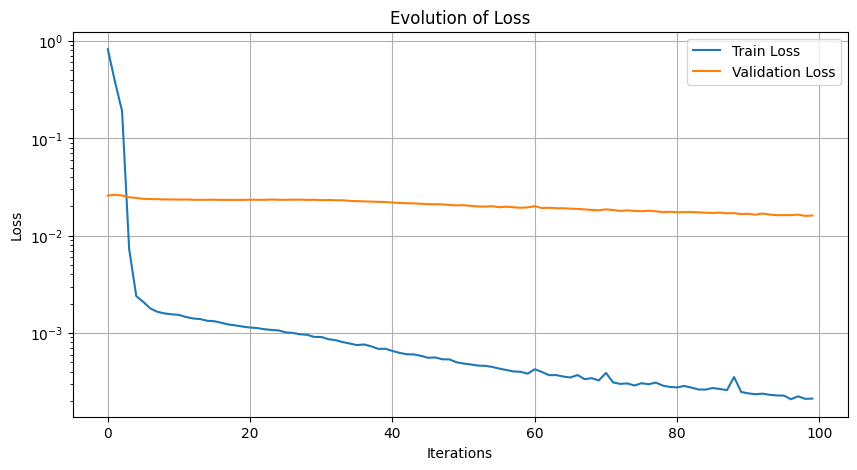 Evolution of Loss
Train Loss
Validation Loss
Loss
10⁰
10⁻¹
10⁻²
10⁻³
0 20 40 60 80 100
Iterations